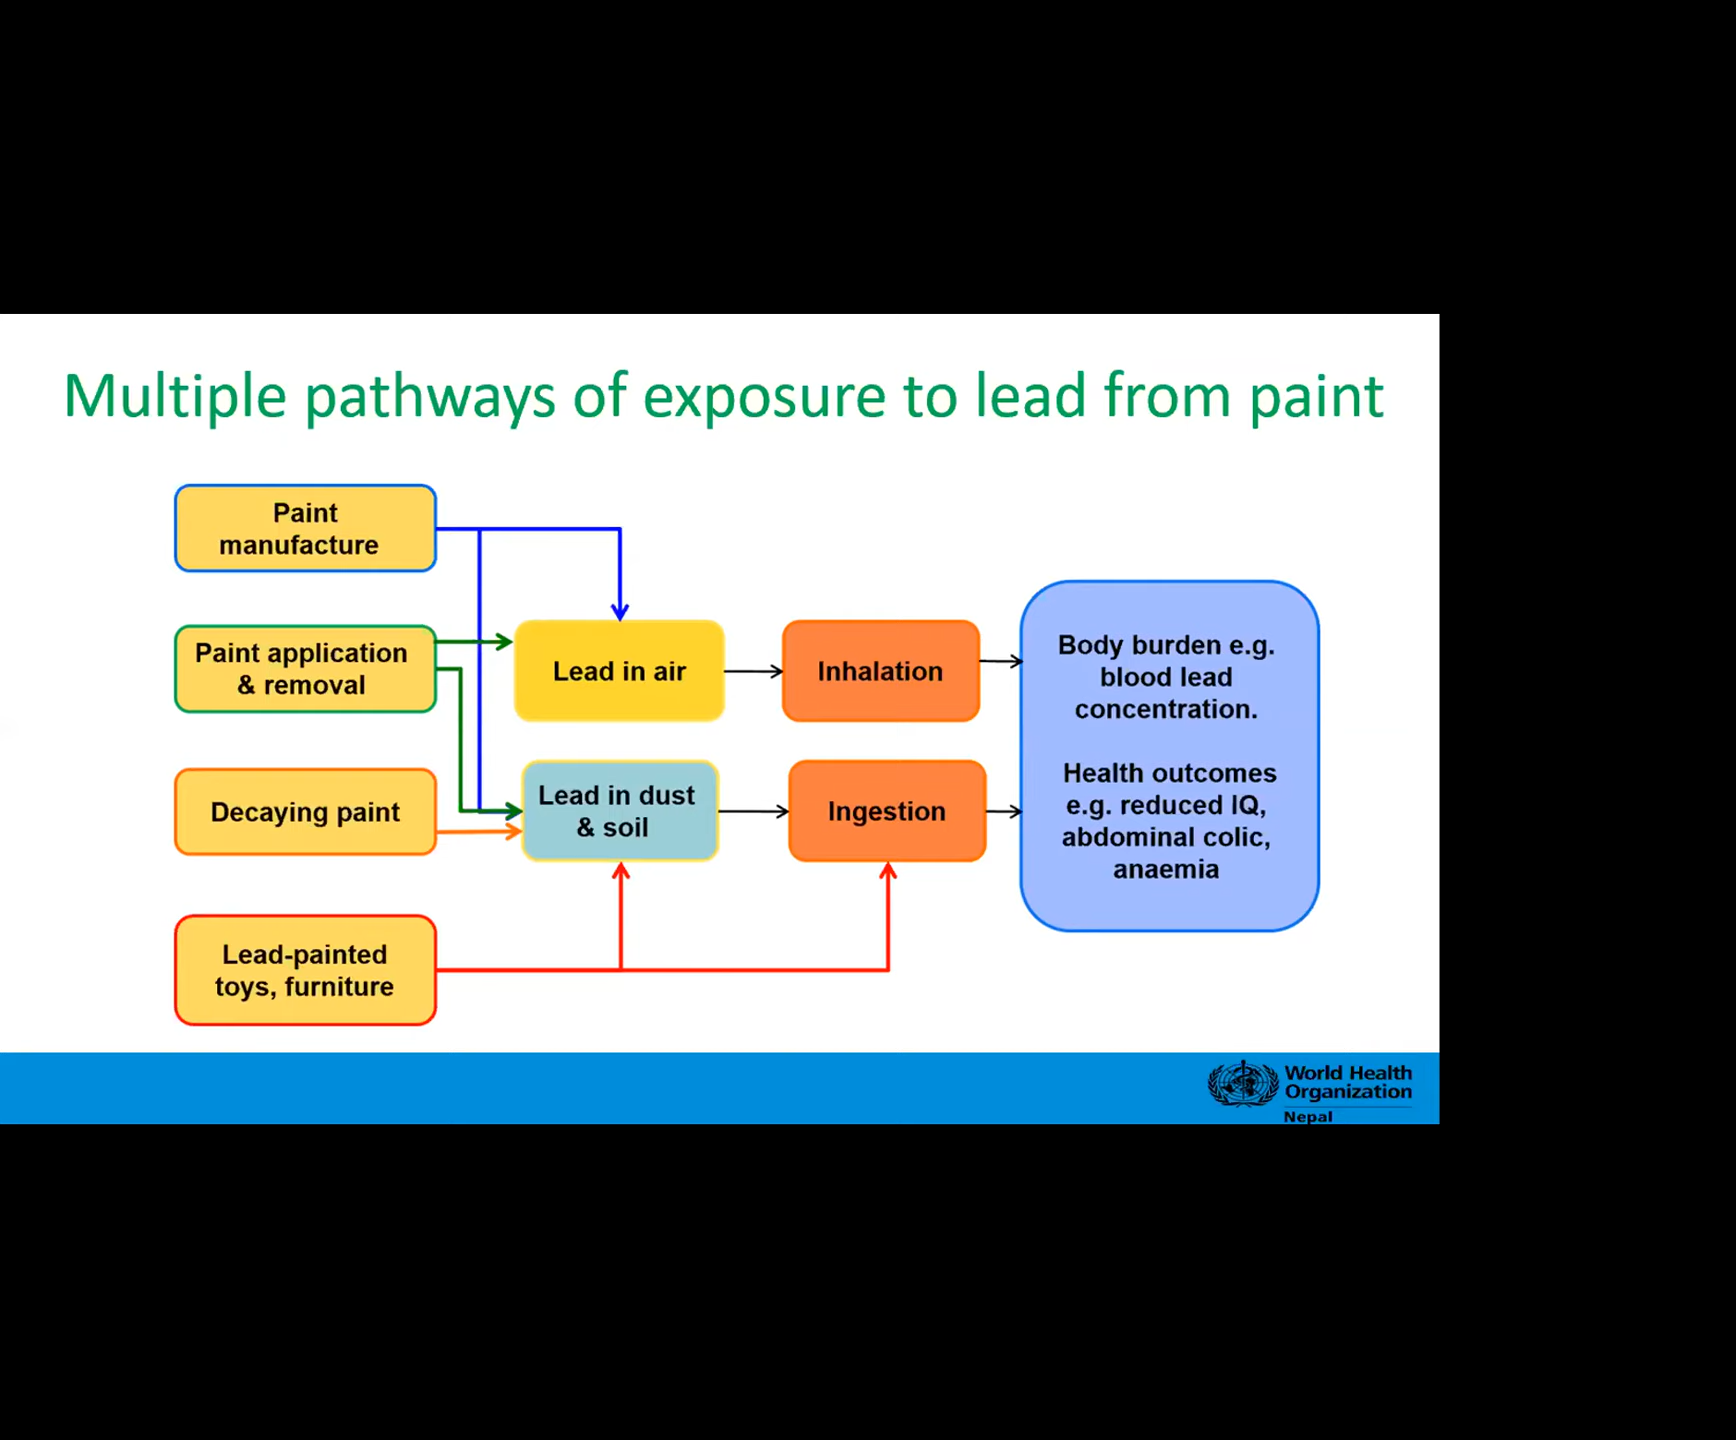 Multiple pathways of exposure to lead from paint
Paint
manufacture
Paint application
& removal
Decaying paint
Lead-painted
toys, furniture
Lead in air
Lead in dust
& soil
Inhalation
Ingestion
Body burden e.g.
blood lead
concentration.
Health outcomes
e.g. reduced IQ,
abdominal colic,
anaemia
World Health
Organization
Nepal